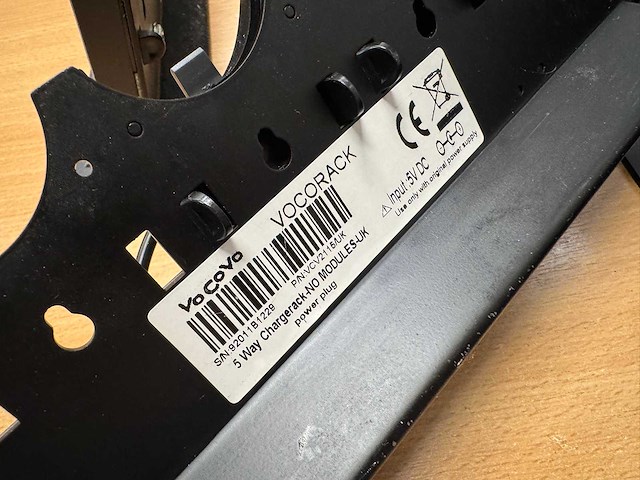 VoCoVo
VOCORACK
S/N:92011B1229
P/N:VCV2115/UK
5 Way Chargerack-NO MODULES-UK
power plug
CE
Input:5V DC
Use only with original power supply